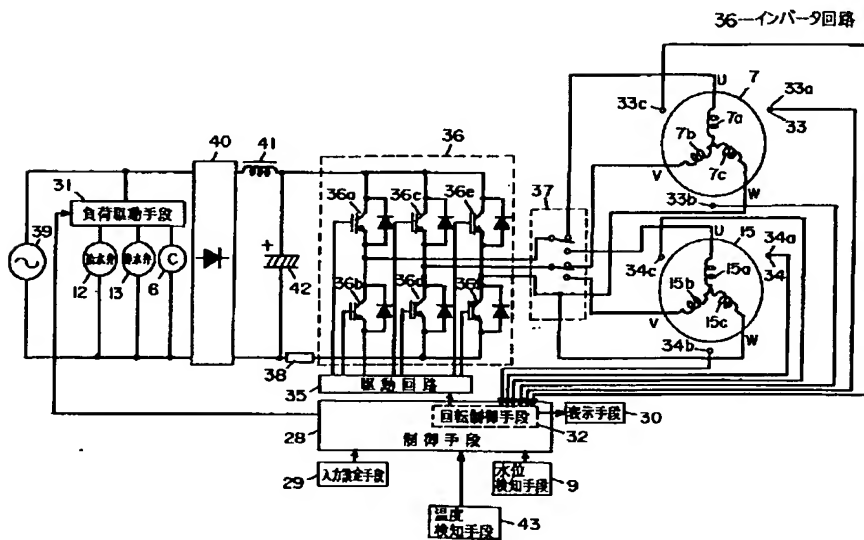 36---インバータ回路
7
U
33a
33c
33
7a
7b
7c
V
W
33b
40
41
36
36a
36c
36e
37
31
負荷駆動手段
39
12
13
C
6
+
42
36b
36d
38
35
駆動回路
U
15
34a
34c
34
15a
15b
15c
V
W
34b
28
回転制御手段
制御手段
32
表示手段
30
29
入力設定手段
水位
検知手段
9
温度
検知手段
43